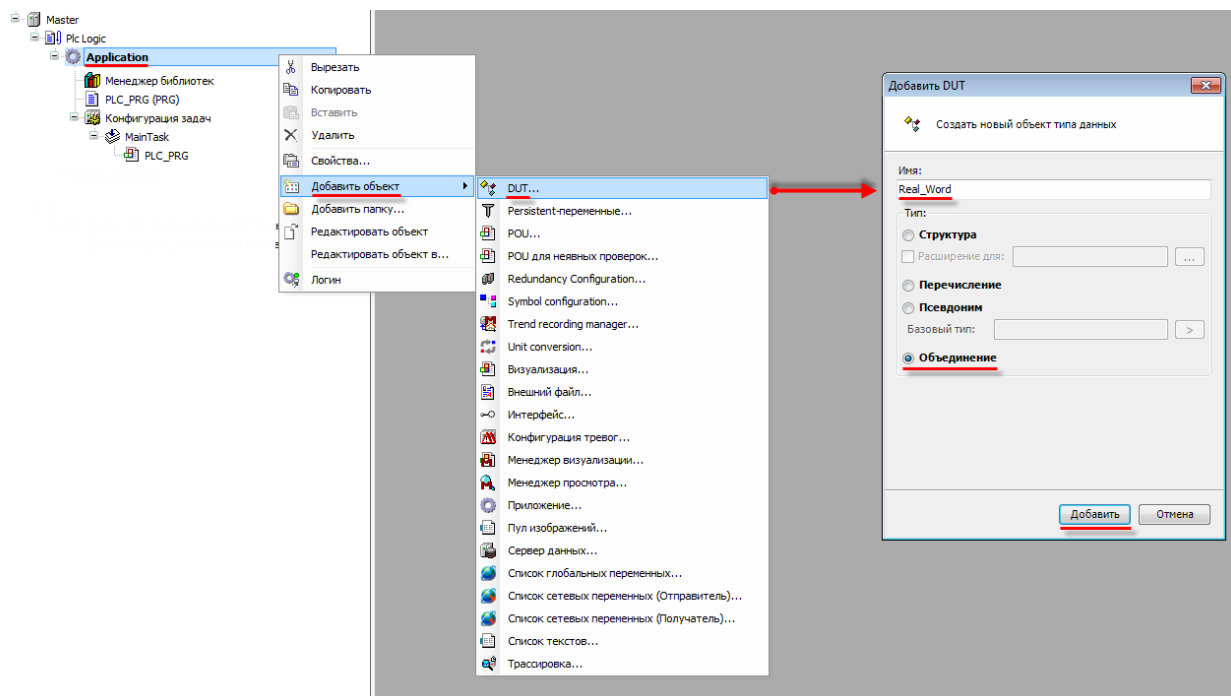 Master
Plc Logic
Application
Менеджер библиотек
PLC_PRG (PRG)
Конфигурация задач
MainTask
PLC_PRG
Вырезать
Копировать
Вставить
Удалить
Свойства...
Добавить объект
Добавить папку...
Редактировать объект
Редактировать объект в...
Логин
DUT...
Persistent-переменные...
POU...
POU для неявных проверок...
Redundancy Configuration...
Symbol configuration...
Trend recording manager...
Unit conversion...
Визуализация...
Внешний файл...
Интерфейс...
Конфигурация тревог...
Менеджер визуализации...
Менеджер просмотра...
Приложение...
Пул изображений...
Сервер данных...
Список глобальных переменных...
Список сетевых переменных (Отправитель)...
Список сетевых переменных (Получатель)...
Список текстов...
Трассировка...
Добавить DUT
Создать новый объект типа данных
Имя:
Real_Word
Тип:
Структура
Расширение для:
...
Перечисление
Псевдоним
Базовый тип:
>
Объединение
Добавить
Отмена